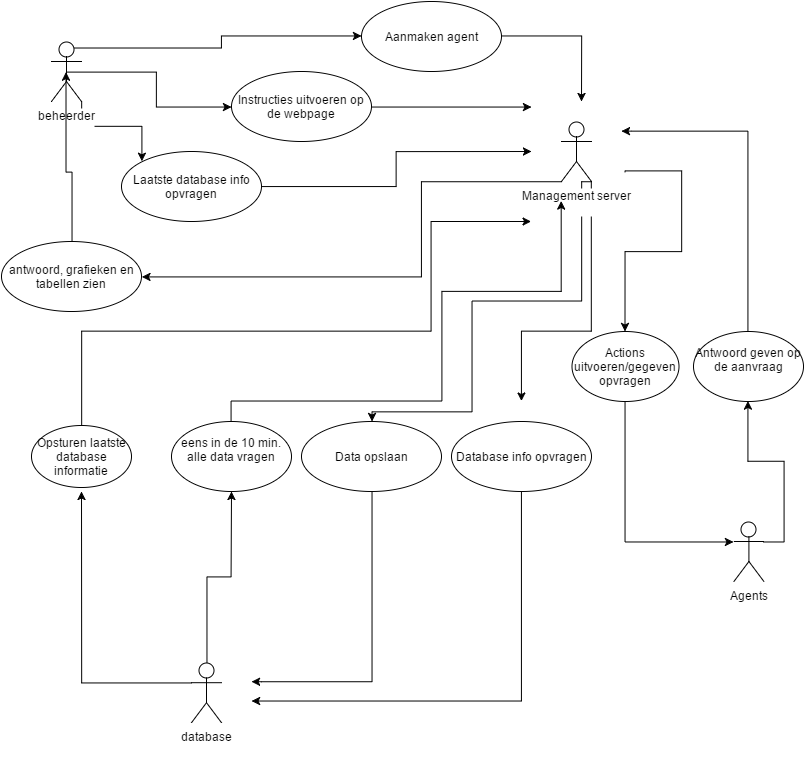 Aanmaken agent
Instructies uitvoeren op
de webpage
beheerder
Laatste database info
opvragen
Management server
antwoord, grafieken en
tabellen zien
Actions
uitvoeren/gegeven
opvragen
Antwoord geven op
de aanvraag
Opsturen laatste
database
informatie
eens in de 10 min.
alle data vragen
Data opslaan
Database info opvragen
Agents
database